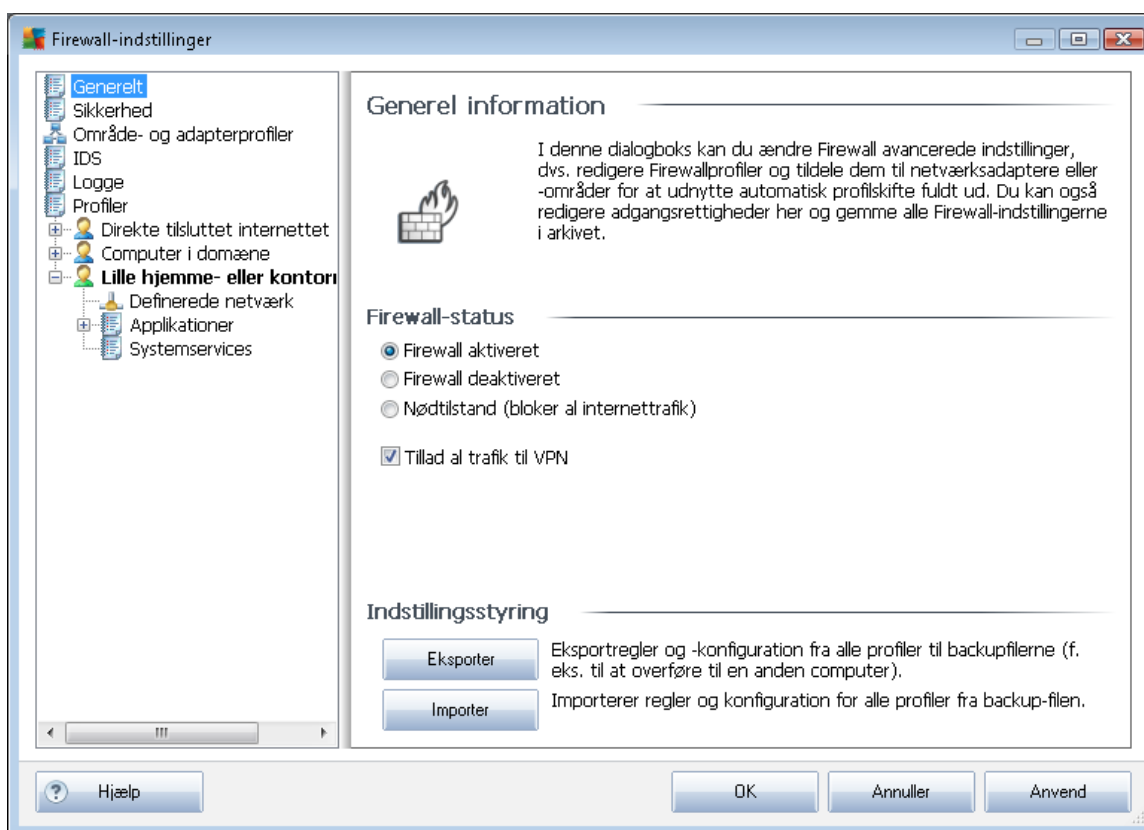 Firewall-indstillinger
Generelt
Sikkerhed
Område- og adapterprofiler
IDS
Logge
Profiler
Direkte tilsluttet internettet
Computer i domæne
Lille hjemme- eller kontor
Definerede netværk
Applikationer
Systemservices
Generel information
I denne dialogboks kan du ændre Firewall avancerede indstillinger,
dvs. redigere Firewallprofiler og tildele dem til netværksadaptere eller
-områder for at udnytte automatisk profilskifte fuldt ud. Du kan også
redigere adgangsrettigheder her og gemme alle Firewall-indstillingerne
i arkivet.
Firewall-status
Firewall aktiveret
Firewall deaktiveret
Nødtilstand (bloker al internettrafik)
Tillad al trafik til VPN
Indstillingsstyring
Eksporter
Eksportregler og -konfiguration fra alle profiler til backupfilerne (f.
eks. til at overføre til en anden computer).
Importer
Importerer regler og konfiguration for alle profiler fra backup-filen.
Hjælp
OK
Annuller
Anvend